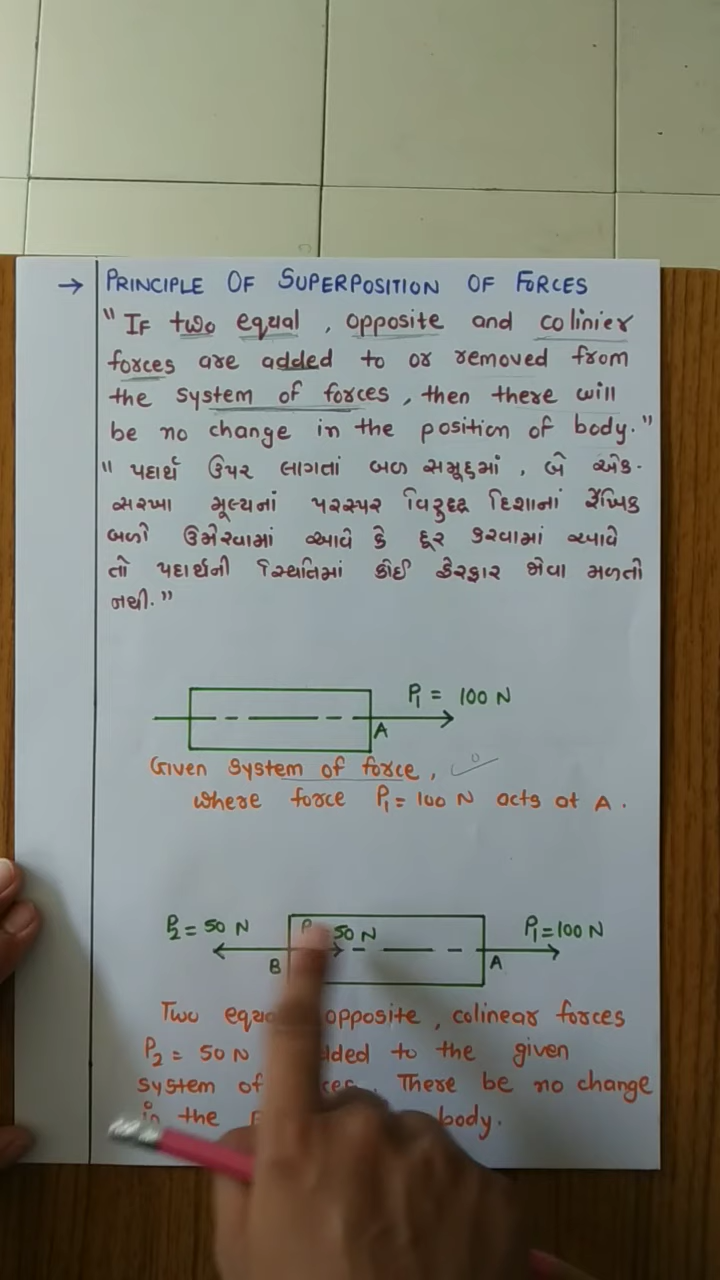 → PRINCIPLE OF SUPERPOSITION OF FORCES
" IF two equal , opposite and colinier
forces are added to or removed from
the system of forces , then there will
be no change in the position of body. "
" પદાર્થ ઉપર લાગતાં બળ સમૂહમાં , બે એક-
સરખા મૂલ્યનાં પરસ્પર વિરુદ્ધ દિશાનાં રેખિક
બળો ઉમેરવામાં આવે કે દૂર કરવામાં આવે
તો પદાર્થની સ્થિતિમાં કોઈ ફેરફાર જોવા મળતો
નથી. "
P₁ = 100 N
A
Given system of force ,
where force P₁ = 100 N acts at A .
P₂ = 50 N = 50 N P₁ = 100 N
B A
Two opposite , colinear forces
P₂ = 50 N to the given
system of There be no change
in the body.